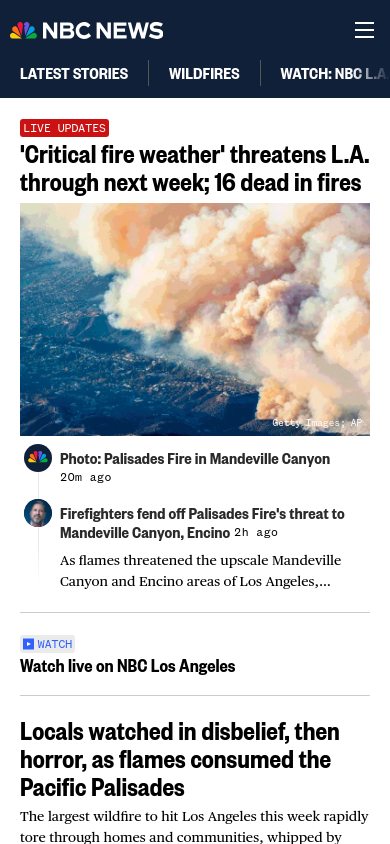 NBC NEWS
LATEST STORIES
WILDFIRES
WATCH: NBC L.A.
LIVE UPDATES
'Critical fire weather' threatens L.A.
through next week; 16 dead in fires
Getty Images; AP
Photo: Palisades Fire in Mandeville Canyon
20m ago
Firefighters fend off Palisades Fire's threat to
Mandeville Canyon, Encino 2h ago
As flames threatened the upscale Mandeville
Canyon and Encino areas of Los Angeles,...
WATCH
Watch live on NBC Los Angeles
Locals watched in disbelief, then
horror, as flames consumed the
Pacific Palisades
The largest wildfire to hit Los Angeles this week rapidly
tore through homes and communities, whipped by